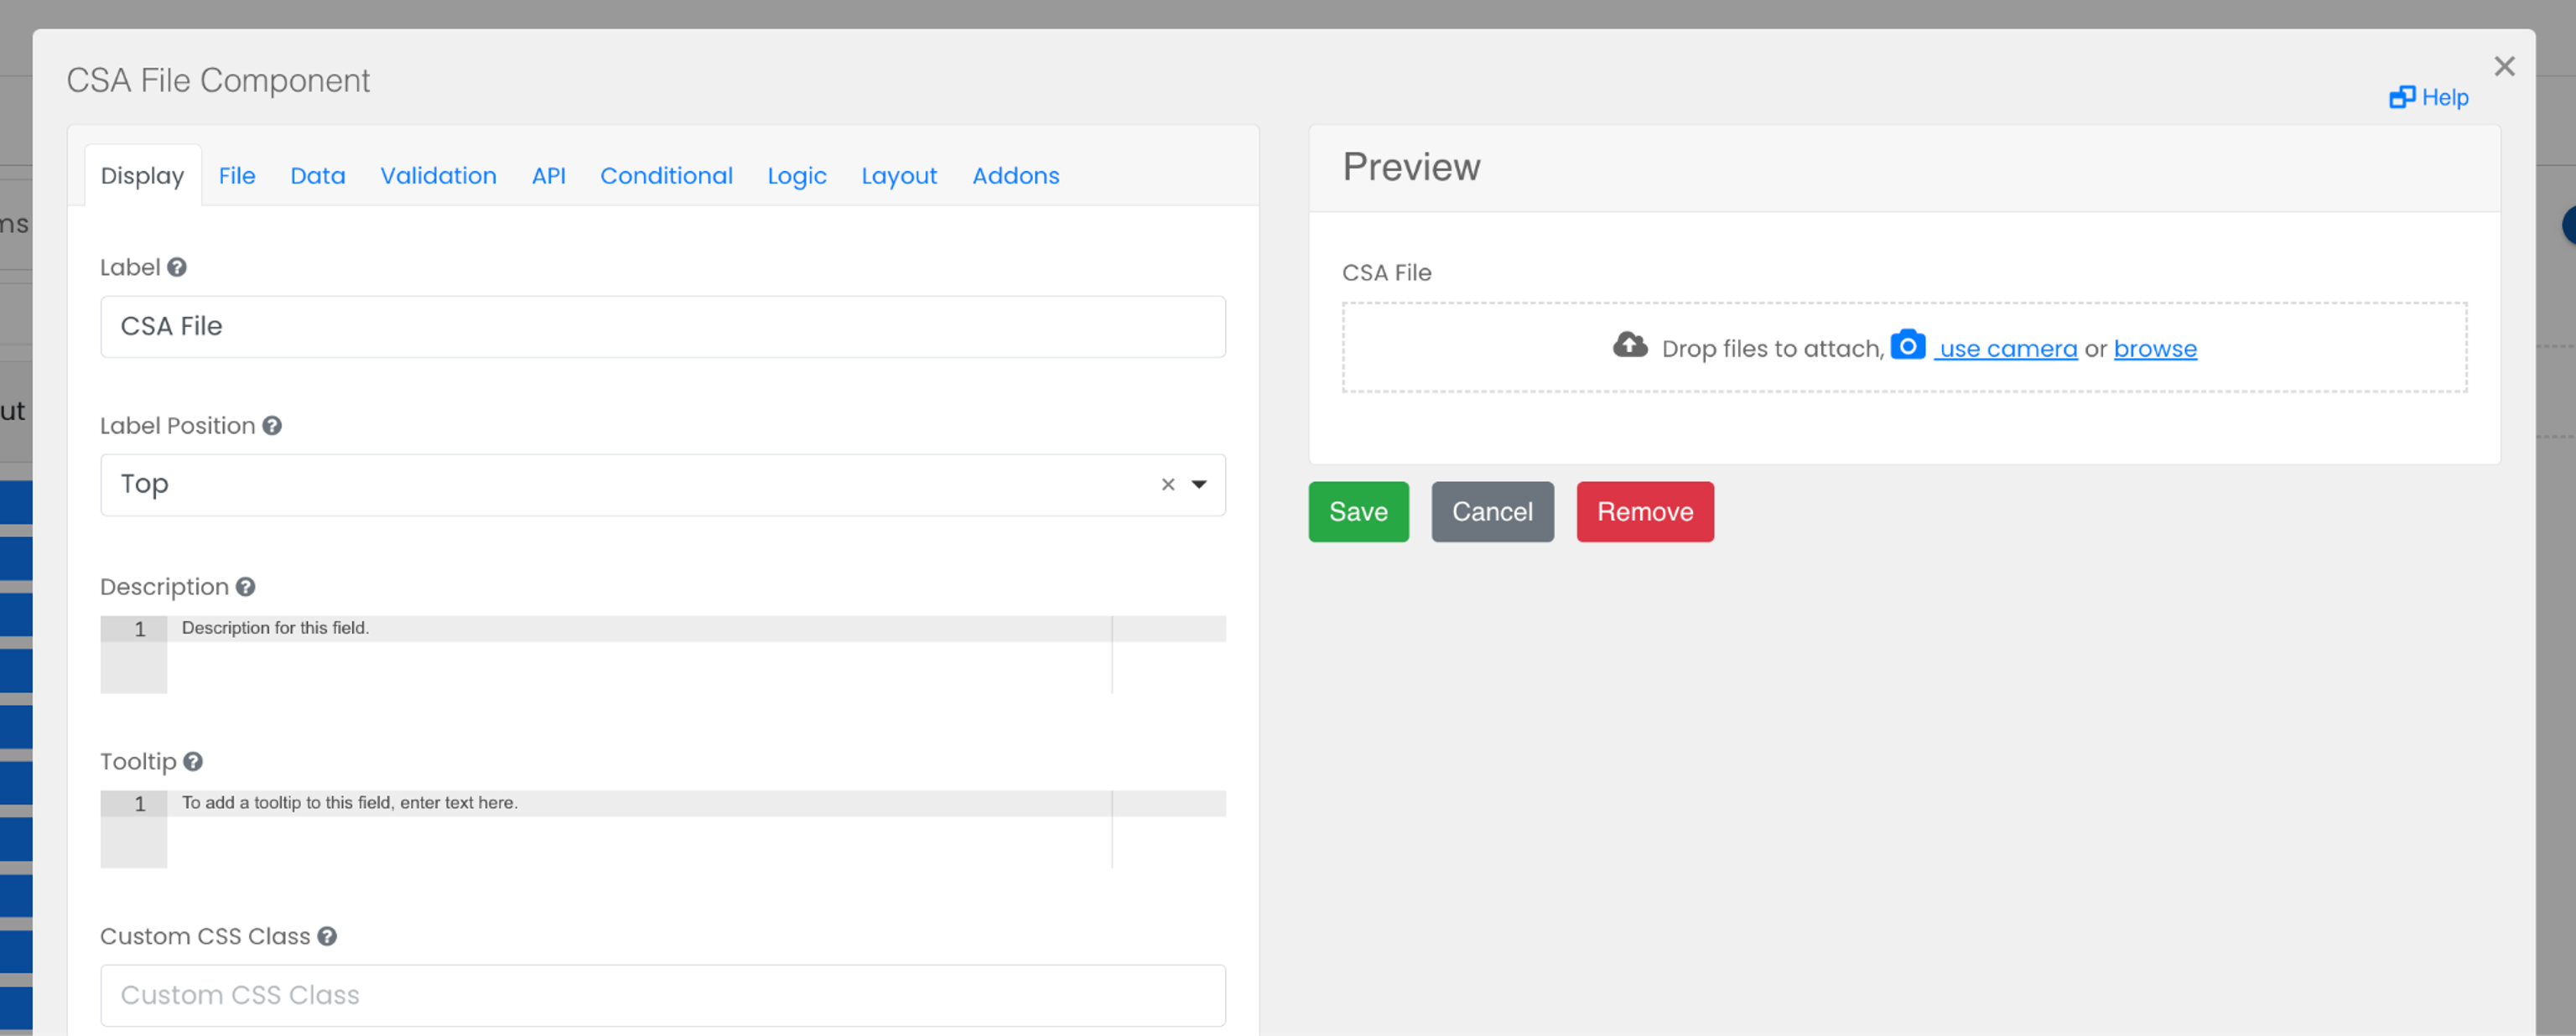 CSA File Component
×
Help
Display File Data Validation API Conditional Logic Layout Addons
Label
CSA File
Label Position
Top
Description
1 Description for this field.
Tooltip
1 To add a tooltip to this field, enter text here.
Custom CSS Class
Custom CSS Class
Preview
CSA File
Drop files to attach, use camera or browse
Save Cancel Remove
ms
ut